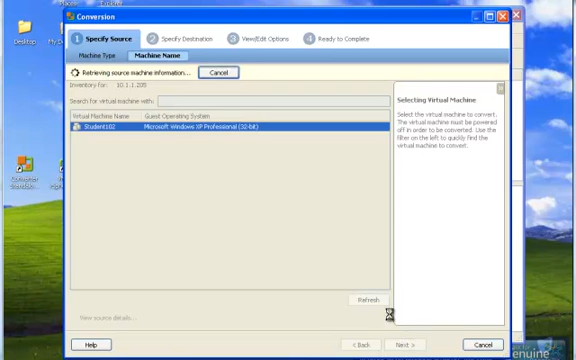 Conversion
1 Specify Source 2 Specify Destination 3 View/Edit Options 4 Ready to Complete
Machine Type Machine Name
Retrieving source machine information... Cancel
Inventory for: 10.1.1.205
Search for virtual machine with:
Virtual Machine Name Guest Operating System
Student102 Microsoft Windows XP Professional (32-bit)
Selecting Virtual Machine
Select the virtual machine to convert.
The virtual machine must be powered
off in order to be converted. Use the
filter on the left to quickly find the
virtual machine to convert.
Refresh
View source details...
Help < Back Next > Cancel
Desktop
My D
Converter